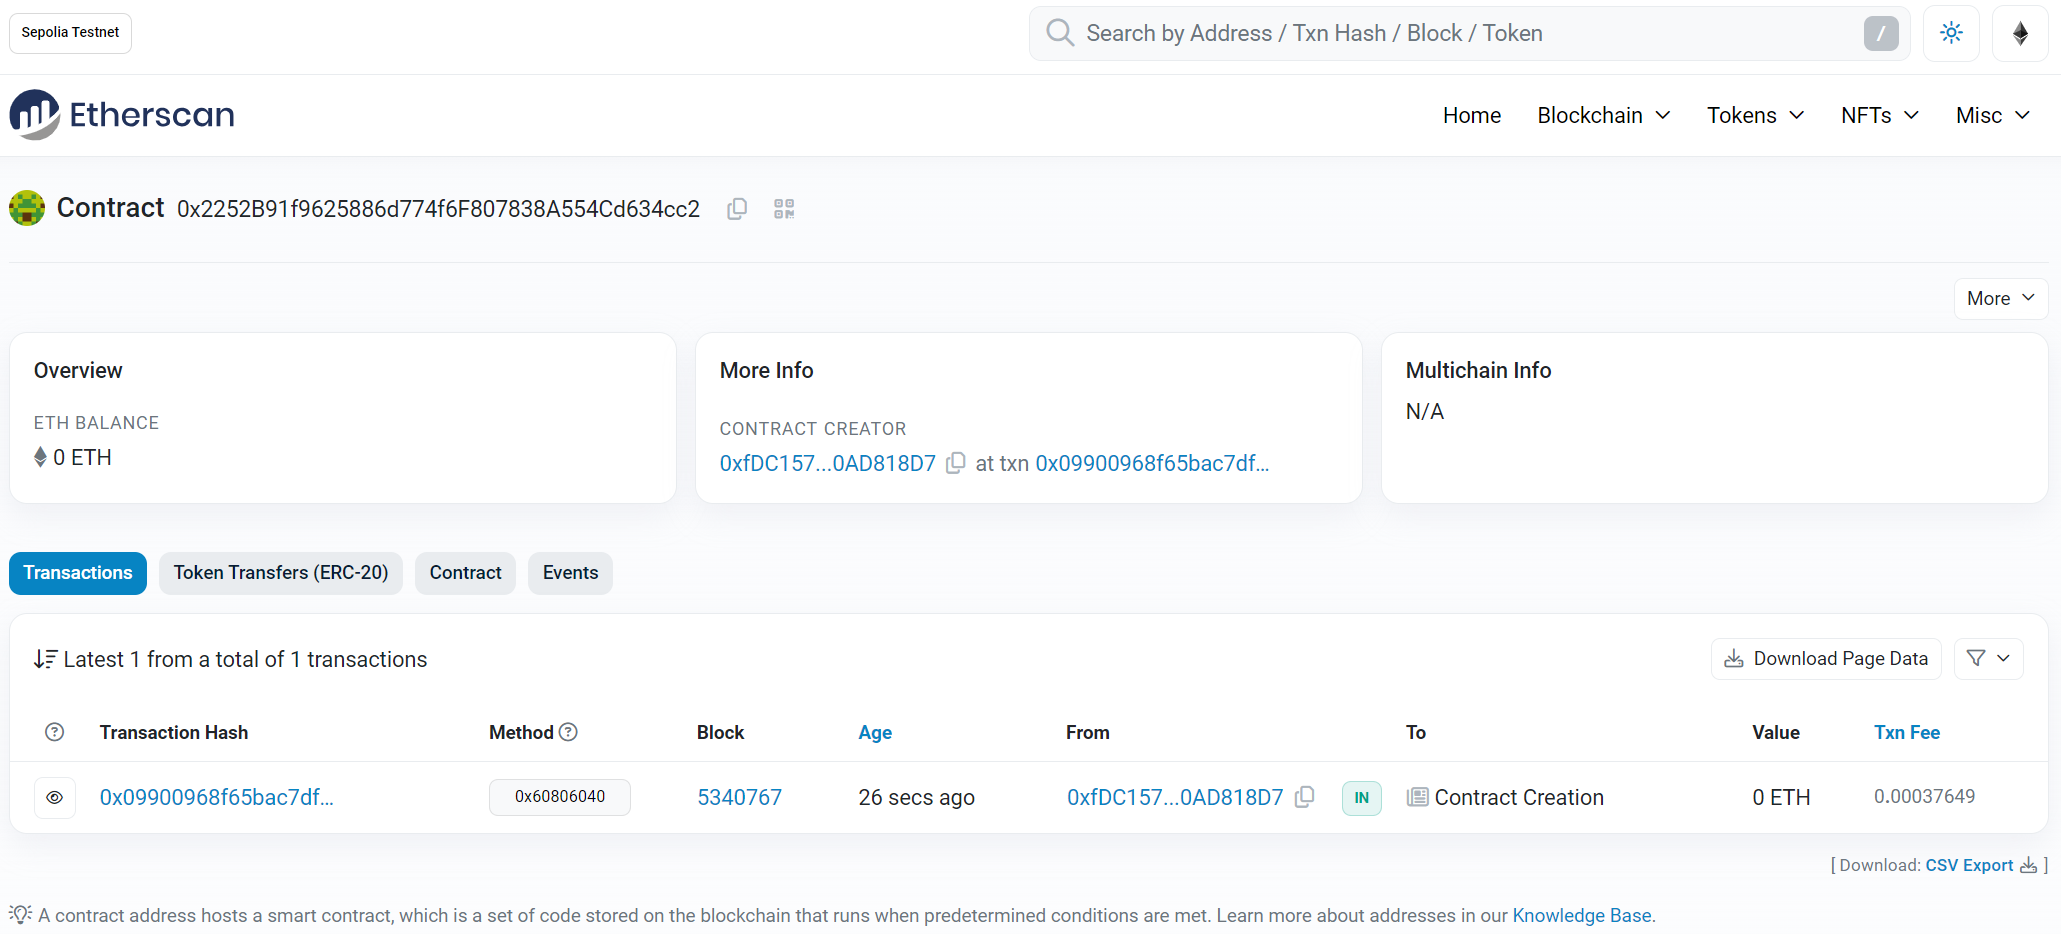 Sepolia Testnet
Search by Address / Txn Hash / Block / Token
/
Etherscan
Home Blockchain Tokens NFTs Misc
Contract 0x2252B91f9625886d774f6F807838A554Cd634cc2
More
Overview
ETH BALANCE
0 ETH
More Info
CONTRACT CREATOR
0xfDC157...0AD818D7 at txn 0x09900968f65bac7df...
Multichain Info
N/A
Transactions Token Transfers (ERC-20) Contract Events
Latest 1 from a total of 1 transactions
Download Page Data
? Transaction Hash Method ? Block Age From To Value Txn Fee
0x09900968f65bac7df... 0x60806040 5340767 26 secs ago 0xfDC157...0AD818D7 IN Contract Creation 0 ETH 0.00037649
[ Download: CSV Export ]
A contract address hosts a smart contract, which is a set of code stored on the blockchain that runs when predetermined conditions are met. Learn more about addresses in our Knowledge Base.